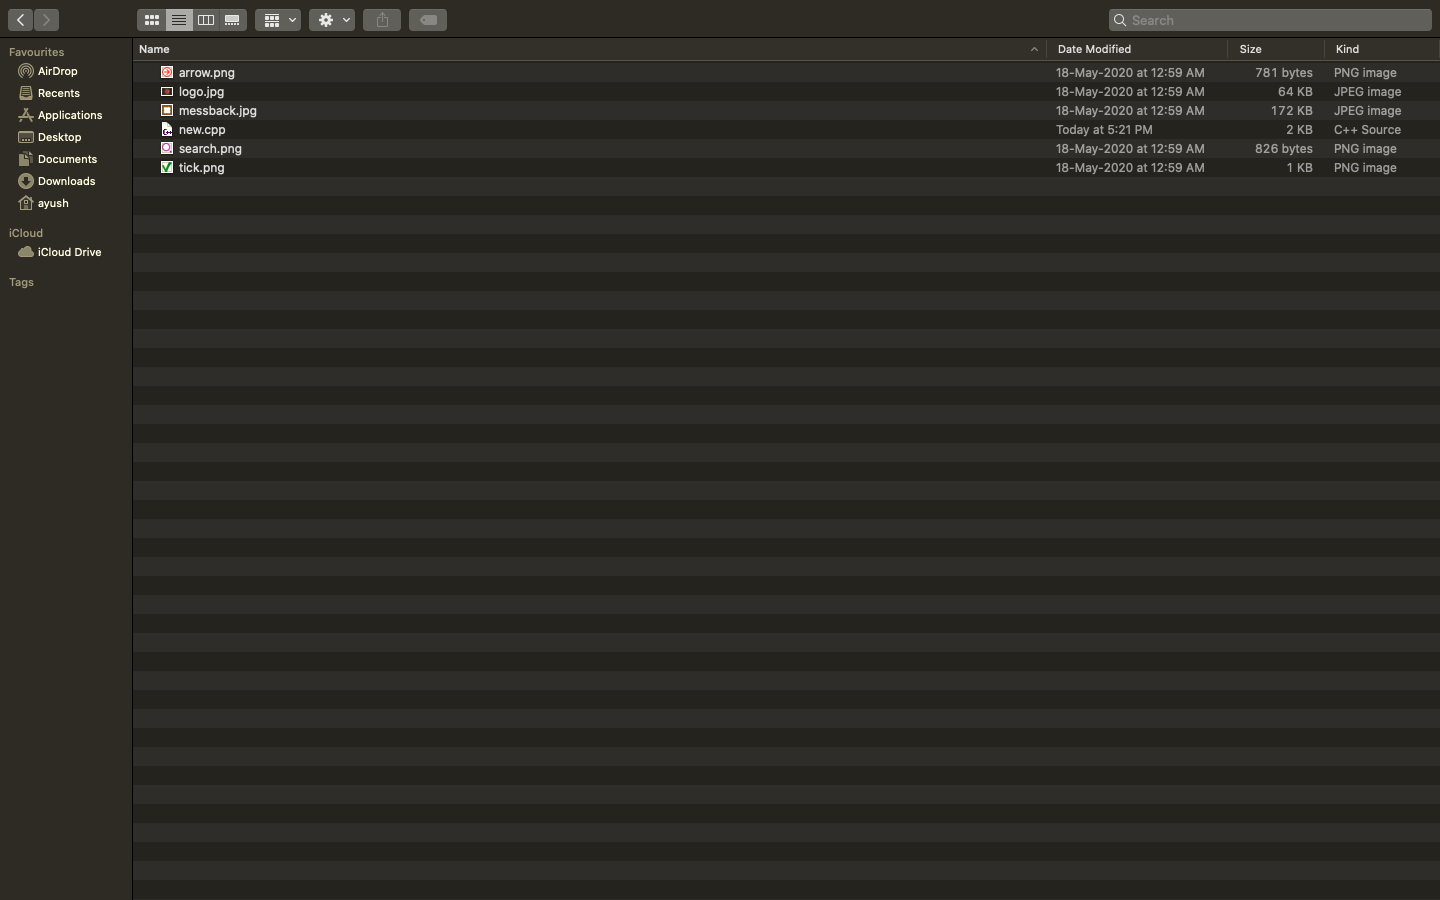 Search
Favourites
AirDrop
Recents
Applications
Desktop
Documents
Downloads
ayush
iCloud
iCloud Drive
Tags
Name Date Modified Size Kind
arrow.png 18-May-2020 at 12:59 AM 781 bytes PNG image
logo.jpg 18-May-2020 at 12:59 AM 64 KB JPEG image
messback.jpg 18-May-2020 at 12:59 AM 172 KB JPEG image
new.cpp Today at 5:21 PM 2 KB C++ Source
search.png 18-May-2020 at 12:59 AM 826 bytes PNG image
tick.png 18-May-2020 at 12:59 AM 1 KB PNG image